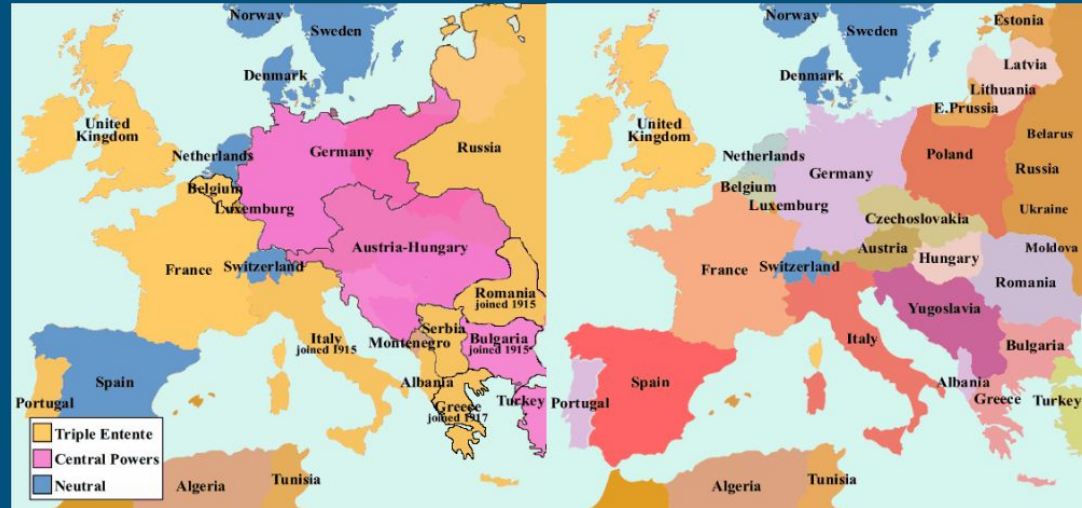 Norway
Sweden
Denmark
United
Kingdom
Netherlands
Germany
Russia
Belgium
Luxemburg
Austria-Hungary
France
Switzerland
Romania
joined 1915
Serbia
Italy
joined 1915
Montenegro
Bulgaria
joined 1915
Spain
Albania
Turkey
Portugal
Greece
joined 1917
Triple Entente
Central Powers
Neutral
Algeria
Tunisia
Norway
Sweden
Estonia
Latvia
Denmark
Lithuania
E.Prussia
United
Kingdom
Belarus
Netherlands
Poland
Germany
Russia
Belgium
Luxemburg
Ukraine
Czechoslovakia
Austria
Moldova
France
Switzerland
Hungary
Romania
Yugoslavia
Italy
Bulgaria
Spain
Albania
Portugal
Greece
Turkey
Algeria
Tunisia